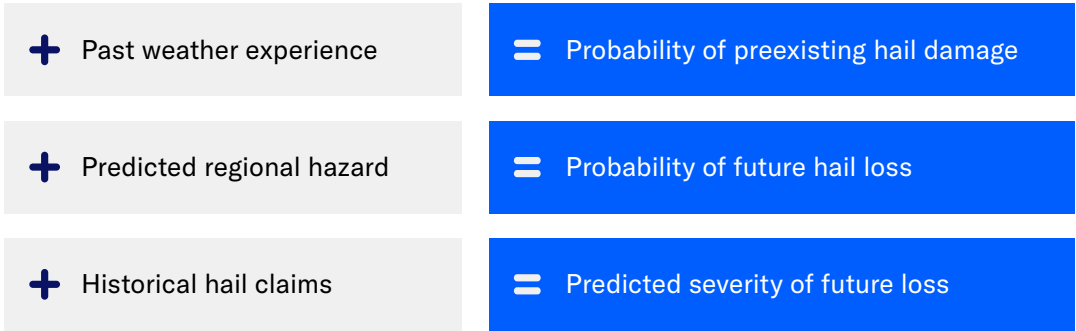 + Past weather experience
= Probability of preexisting hail damage
+ Predicted regional hazard
= Probability of future hail loss
+ Historical hail claims
= Predicted severity of future loss